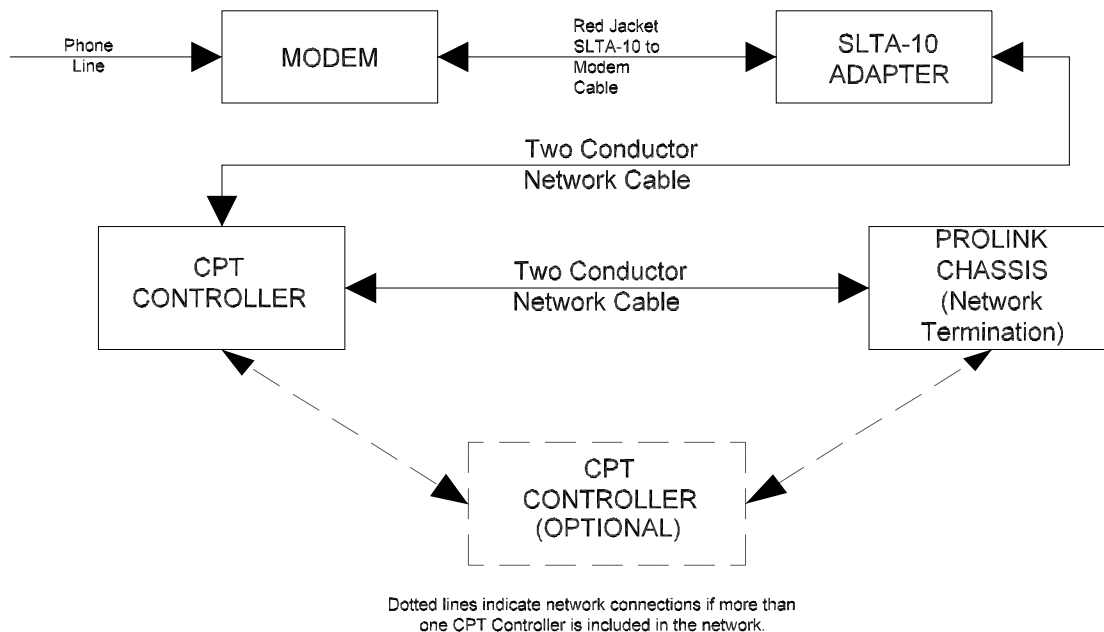 Phone
Line
MODEM
Red Jacket
SLTA-10 to
Modem
Cable
SLTA-10
ADAPTER
Two Conductor
Network Cable
CPT
CONTROLLER
Two Conductor
Network Cable
PROLINK
CHASSIS
(Network
Termination)
CPT
CONTROLLER
(OPTIONAL)
Dotted lines indicate network connections if more than
one CPT Controller is included in the network.